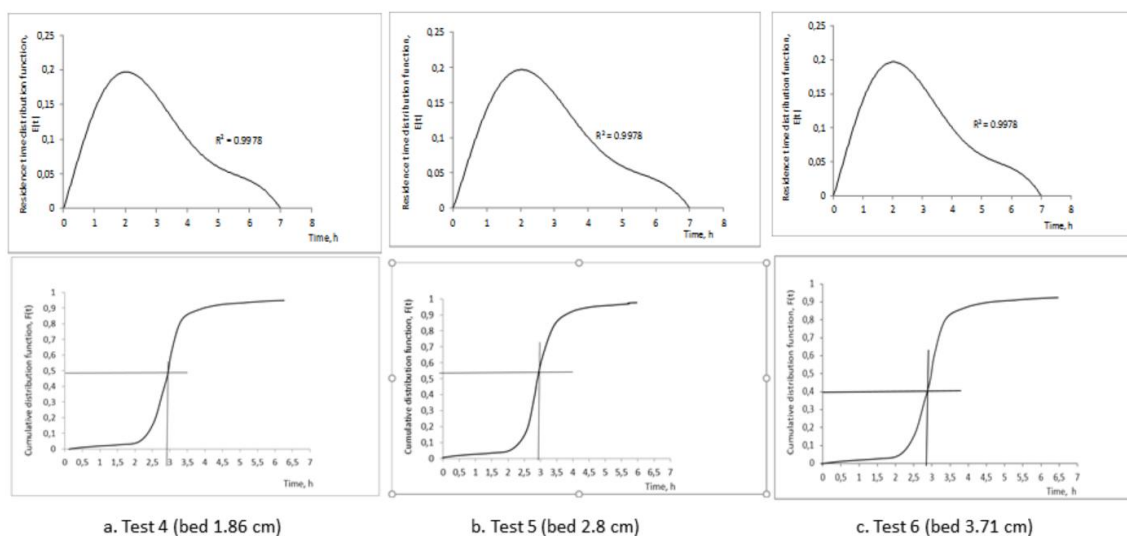 Residence time distribution function,
E[t]
0,25
0,2
0,15
0,1
0,05
0
R² = 0.9978
0 1 2 3 4 5 6 7 8
Time, h
Residence time distribution function,
E[t]
0,25
0,2
0,15
0,1
0,05
0
R² = 0.9978
0 1 2 3 4 5 6 7 8
Time, h
Residence time distribution function,
E[t]
0,25
0,2
0,15
0,1
0,05
0
R² = 0.9978
0 1 2 3 4 5 6 7 8
Time, h
Cumulative distribution function, F(t)
1
0,9
0,8
0,7
0,6
0,5
0,4
0,3
0,2
0,1
0
0 0,5 1 1,5 2 2,5 3 3,5 4 4,5 5 5,5 6 6,5 7
Time, h
Cumulative distribution function, F(t)
1
0,9
0,8
0,7
0,6
0,5
0,4
0,3
0,2
0,1
0
0 0,5 1 1,5 2 2,5 3 3,5 4 4,5 5 5,5 6 6,5 7
Time, h
Cumulative distribution function, F(t)
1
0,9
0,8
0,7
0,6
0,5
0,4
0,3
0,2
0,1
0
0 0,5 1 1,5 2 2,5 3 3,5 4 4,5 5 5,5 6 6,5 7
Time, h
a. Test 4 (bed 1.86 cm)
b. Test 5 (bed 2.8 cm)
c. Test 6 (bed 3.71 cm)